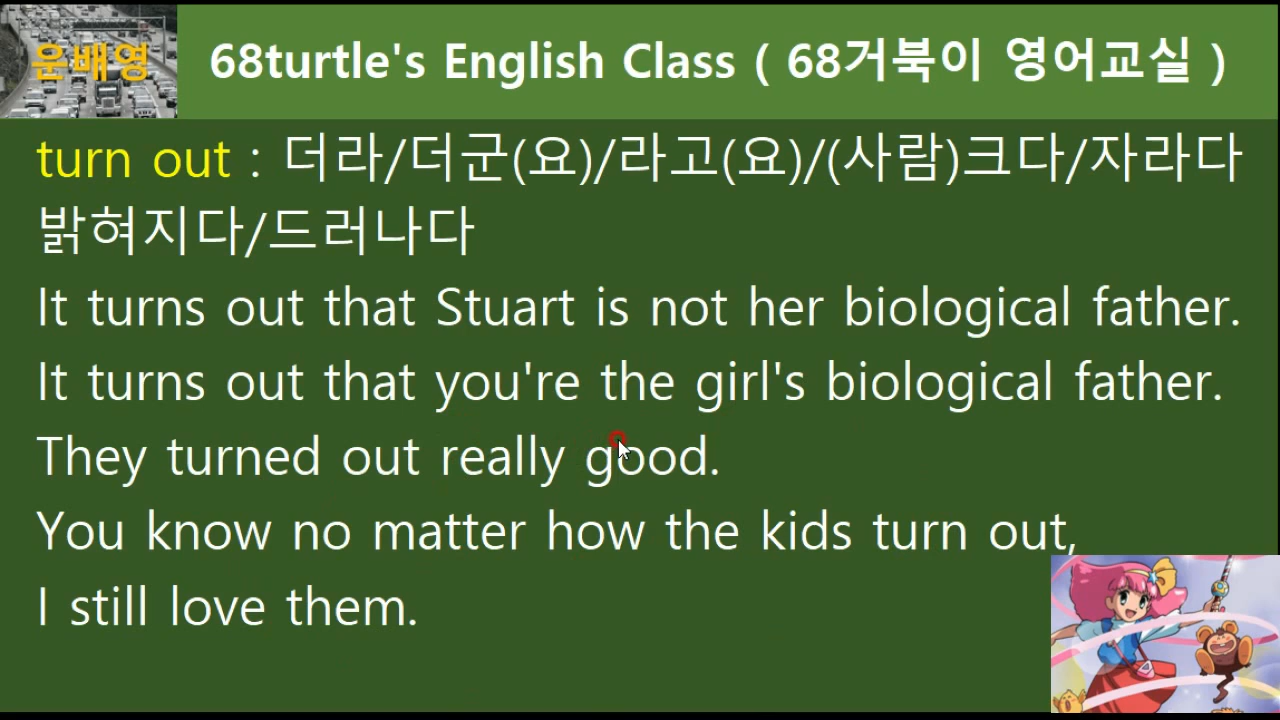 운배영
68turtle's English Class ( 68거북이 영어교실 )
turn out : 더라/더군(요)/라고(요)/(사람)크다/자라다
밝혀지다/드러나다
It turns out that Stuart is not her biological father.
It turns out that you're the girl's biological father.
They turned out really good.
You know no matter how the kids turn out,
I still love them.